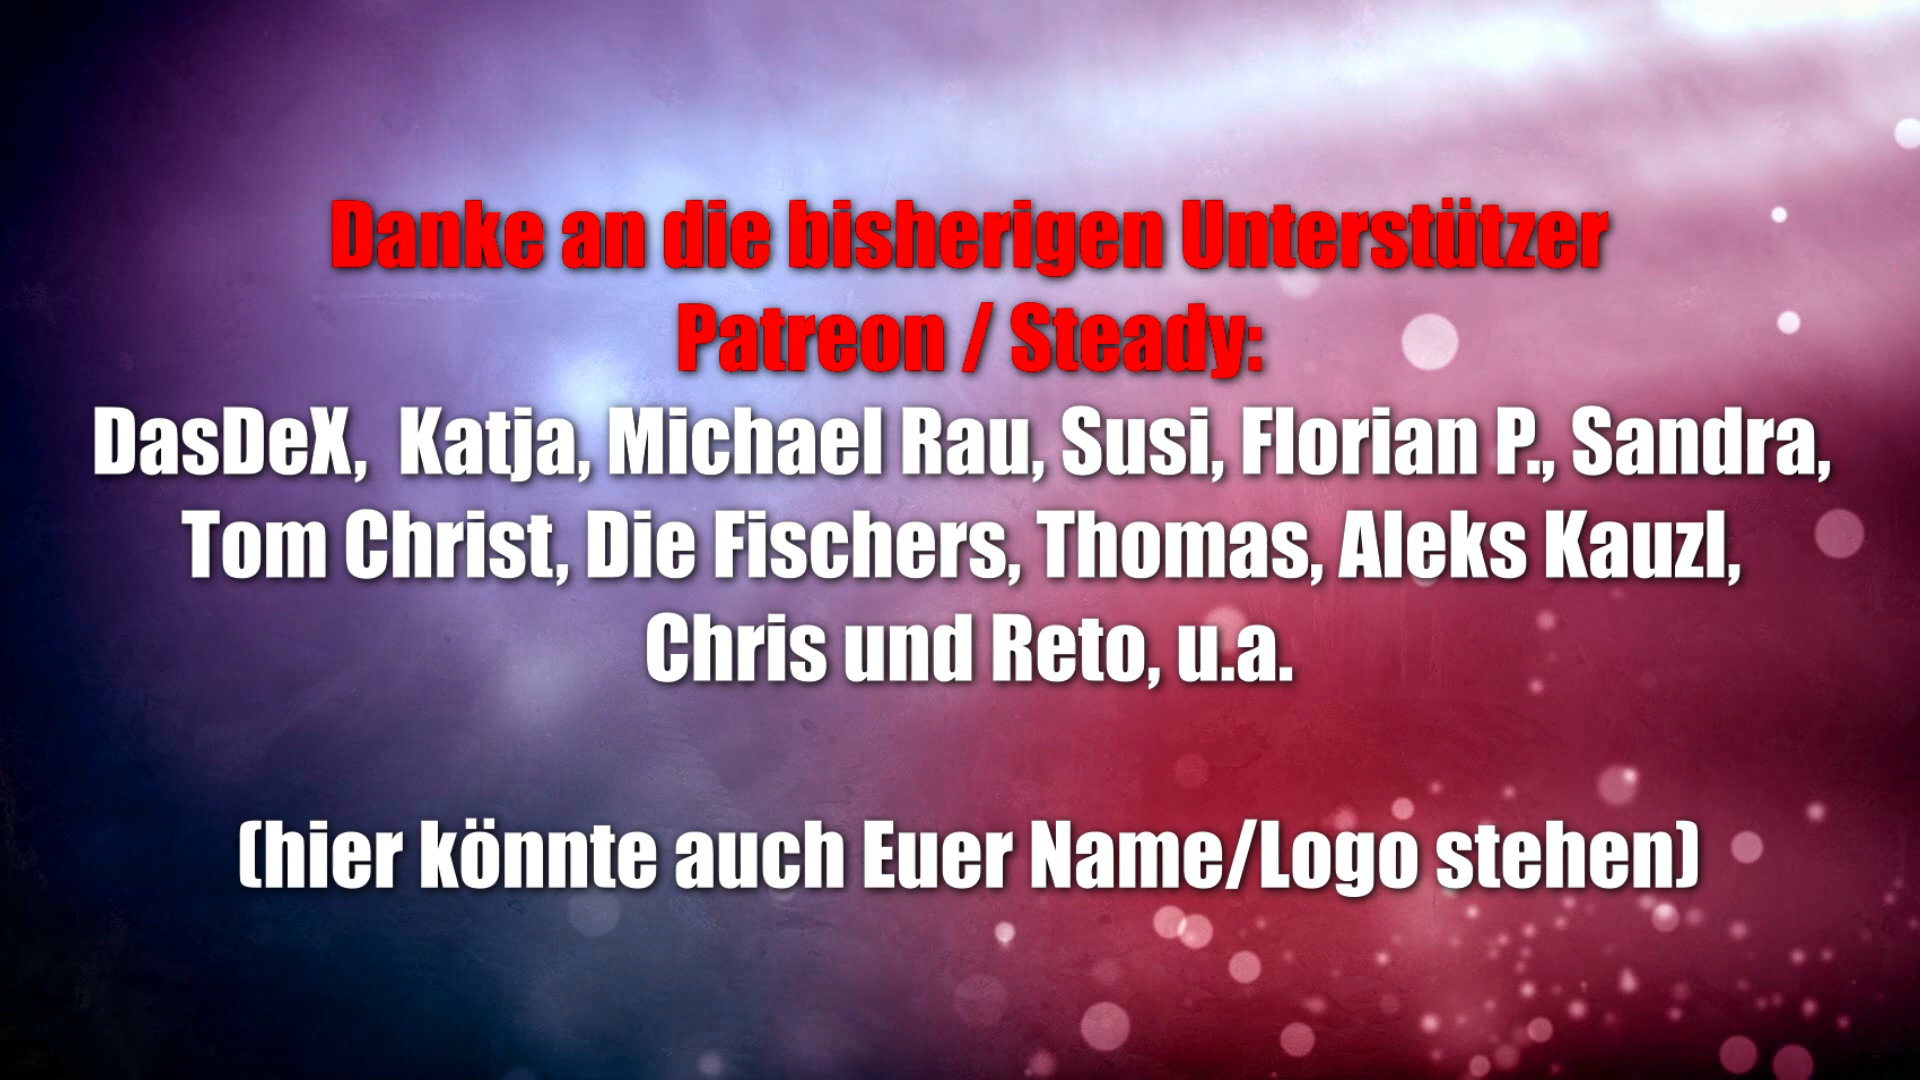 Danke an die bisherigen Unterstützer
Patreon / Steady:
DasDeX,  Katja, Michael Rau, Susi, Florian P., Sandra,
Tom Christ, Die Fischers, Thomas, Aleks Kauzl,
Chris und Reto, u.a.
(hier könnte auch Euer Name/Logo stehen)